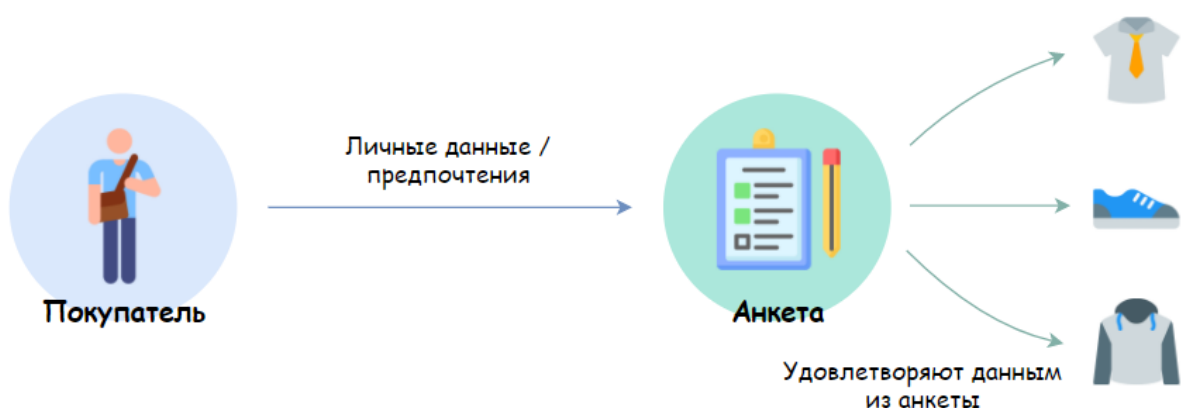 Личные данные /
предпочтения
Покупатель
Анкета
Удовлетворяют данным
из анкеты